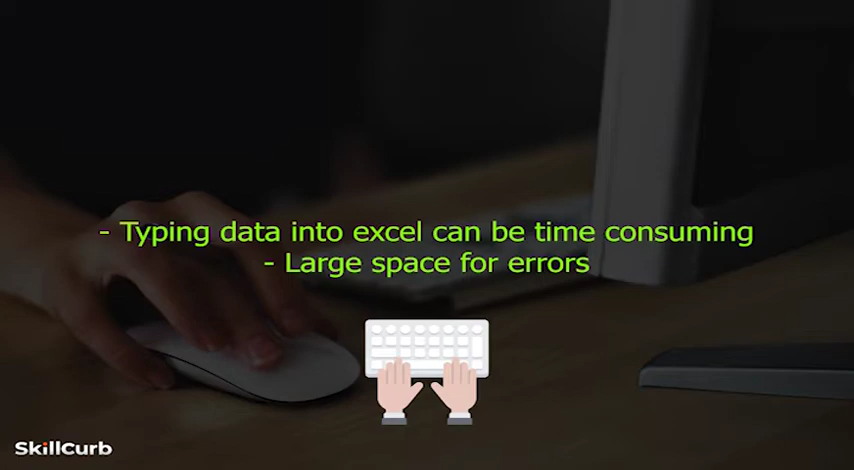 - Typing data into excel can be time consuming
- Large space for errors
SkillCurb